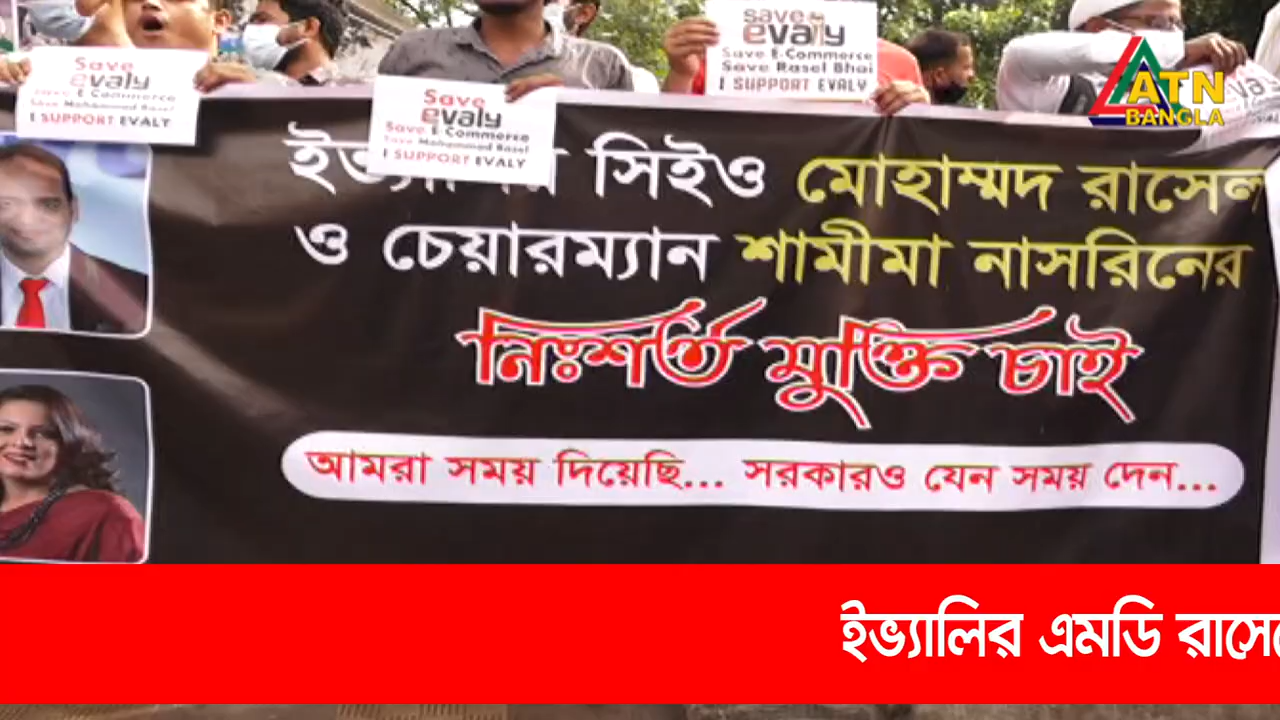 Save
evaly
Save E-Commerce
Save Mohammad Rasel
I SUPPORT EVALY
Save
evaly
Save E-Commerce
Save Mohammad Rasel
I SUPPORT EVALY
save
evaly
Save E-Commerce
Save Rasel Bhai
I SUPPORT EVALY
ATN
BANGLA
সিইও মোহাম্মদ রাসেল
ও চেয়ারম্যান শামীমা নাসরিনের
নিঃশর্ত মুক্তি চাই
আমরা সময় দিয়েছি... সরকারও যেন সময় দেন...
ইভ্যালির এমডি